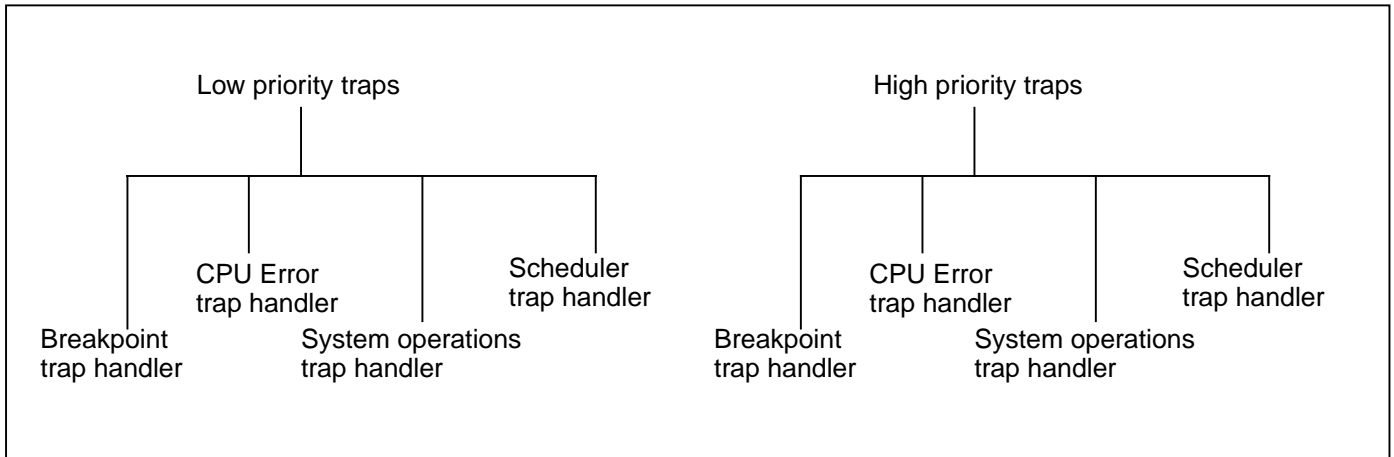 Low priority traps
CPU Error
trap handler
Scheduler
trap handler
Breakpoint
trap handler
System operations
trap handler
High priority traps
CPU Error
trap handler
Scheduler
trap handler
Breakpoint
trap handler
System operations
trap handler